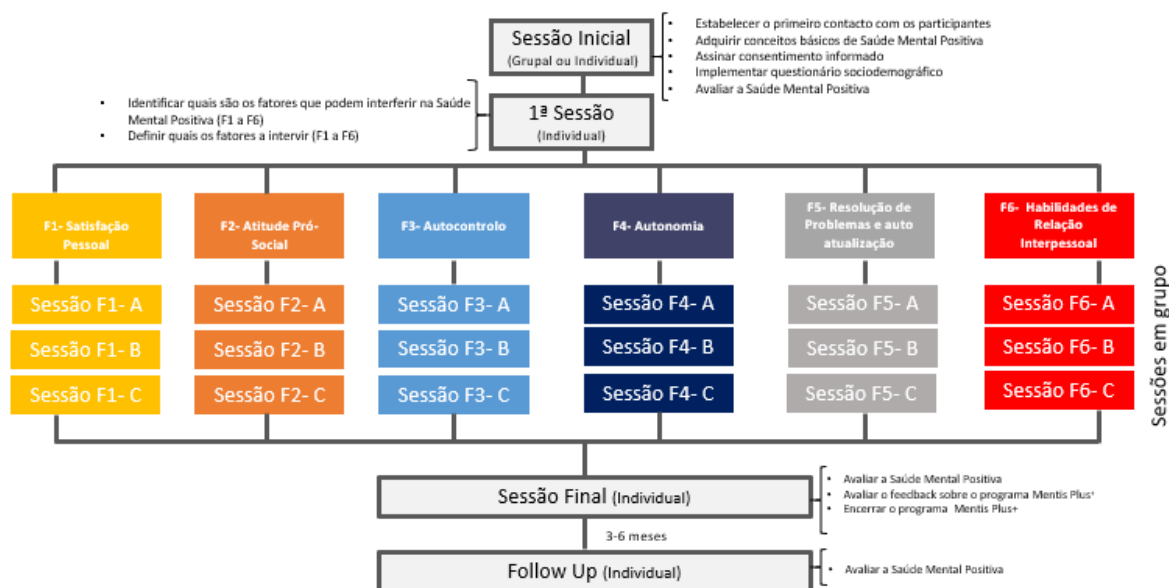 Sessão Inicial
(Grupal ou Individual)
• Estabelecer o primeiro contacto com os participantes
• Adquirir conceitos básicos de Saúde Mental Positiva
• Assinar consentimento informado
• Implementar questionário sociodemográfico
• Avaliar a Saúde Mental Positiva
• Identificar quais são os fatores que podem interferir na Saúde
Mental Positiva (F1 a F6)
• Definir quais os fatores a intervir (F1 a F6)
1ª Sessão
(Individual)
F1- Satisfação
Pessoal
F2- Atitude Pró-
Social
F3- Autocontrolo
F4- Autonomia
F5- Resolução de
Problemas e auto
atualização
F6- Habilidades de
Relação
Interpessoal
Sessão F1- A
Sessão F2- A
Sessão F3- A
Sessão F4- A
Sessão F5- A
Sessão F6- A
Sessão F1- B
Sessão F2- B
Sessão F3- B
Sessão F4- B
Sessão F5- B
Sessão F6- B
Sessão F1- C
Sessão F2- C
Sessão F3- C
Sessão F4- C
Sessão F5- C
Sessão F6- C
Sessões em grupo
Sessão Final (Individual)
• Avaliar a Saúde Mental Positiva
• Avaliar o feedback sobre o programa Mentis Plus⁺
• Encerrar o programa Mentis Plus+
3-6 meses
Follow Up (Individual)
• Avaliar a Saúde Mental Positiva